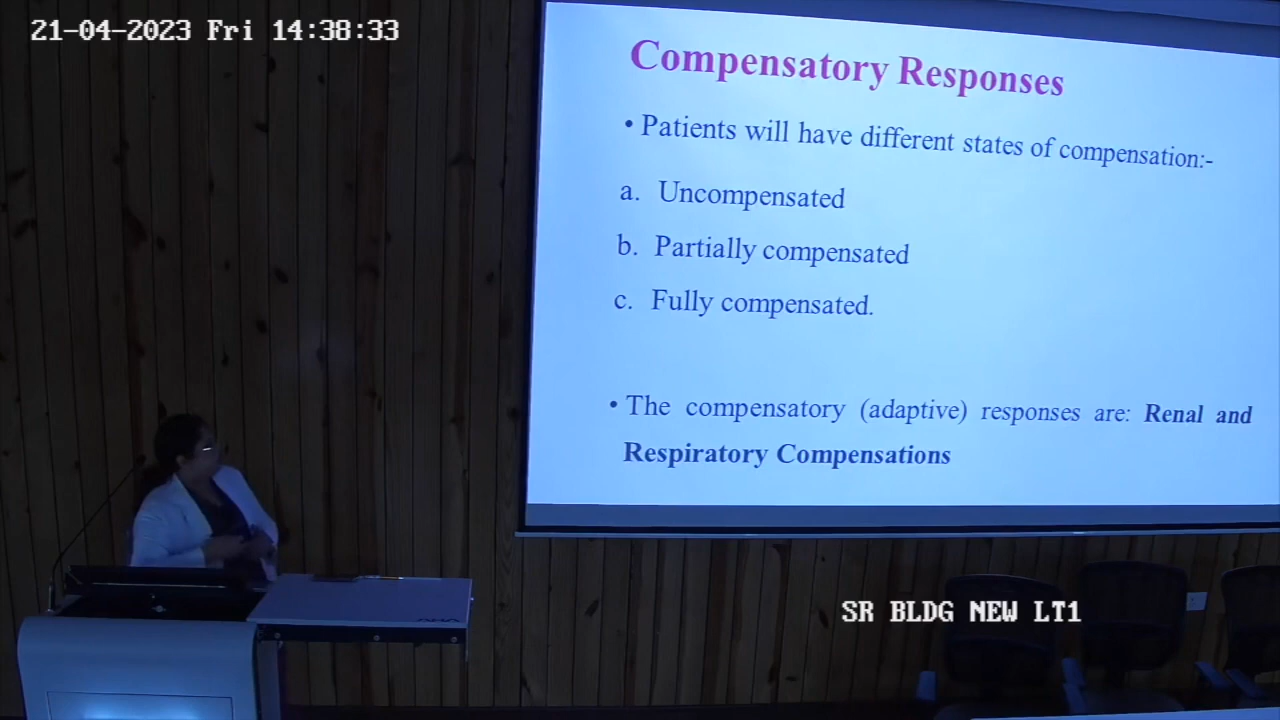 21-04-2023 Fri 14:38:33
Compensatory Responses
• Patients will have different states of compensation:-
a. Uncompensated
b. Partially compensated
c. Fully compensated.
• The compensatory (adaptive) responses are: Renal and
Respiratory Compensations
SR BLDG NEW LT1